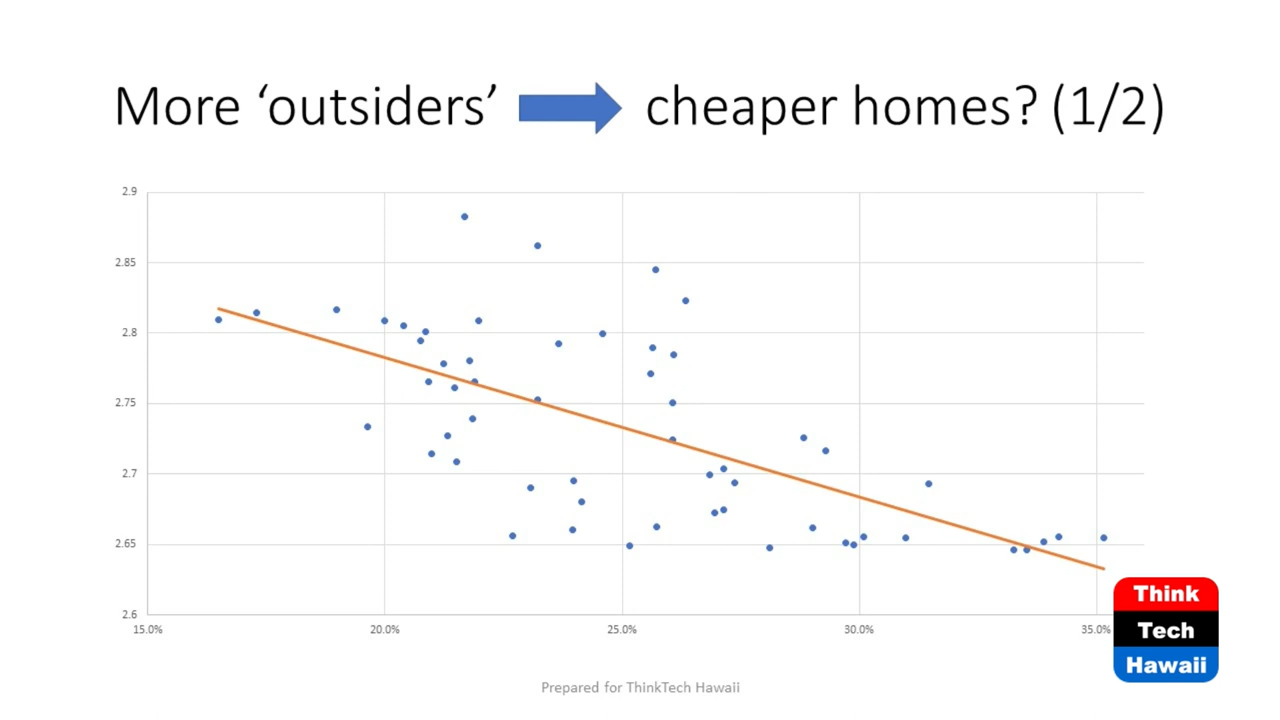 More ‘outsiders’ cheaper homes? (1/2)
2.9
2.85
2.8
2.75
2.7
2.65
2.6
15.0% 20.0% 25.0% 30.0% 35.0%
Think
Tech
Hawaii
Prepared for ThinkTech Hawaii